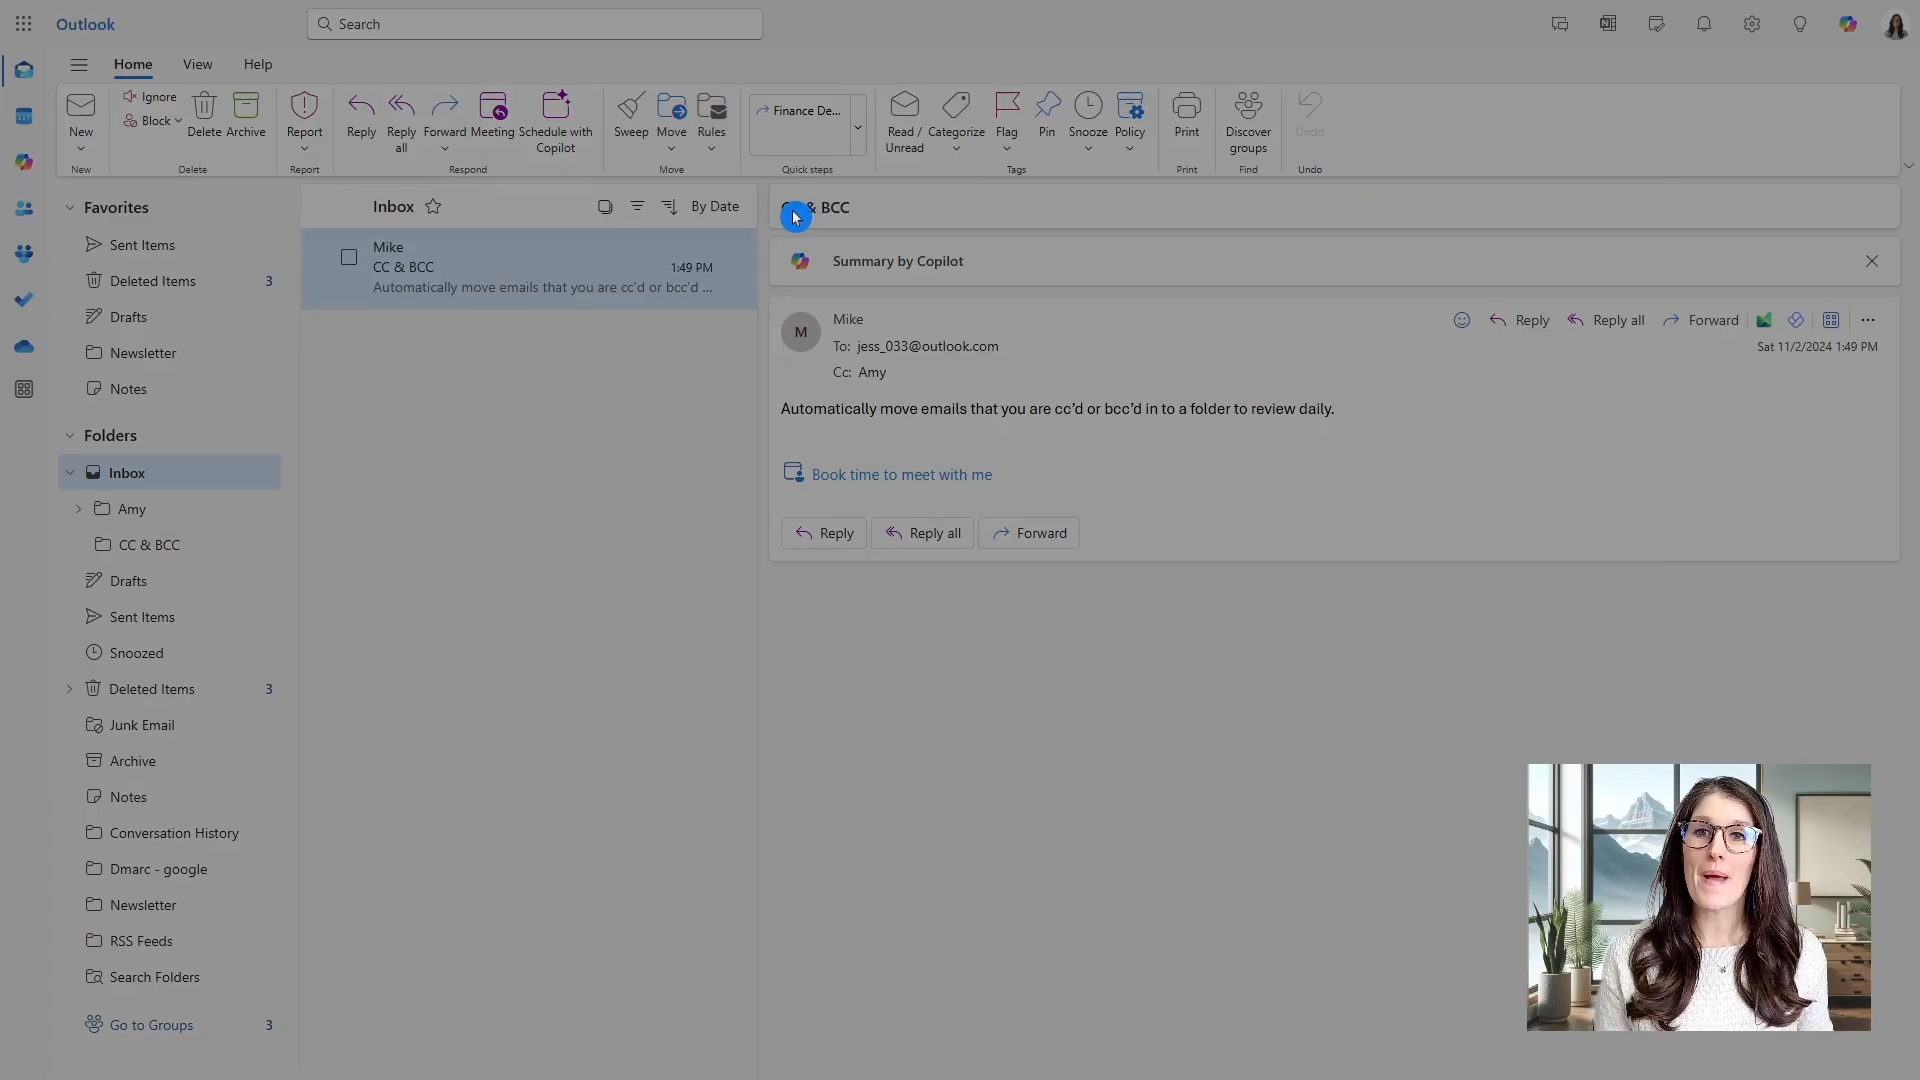 Outlook
Search
Home
View
Help
New
Ignore
Block
Delete
Archive
Report
Reply
Reply all
Forward
Meeting
Schedule with Copilot
Sweep
Move
Rules
Finance De...
Read / Unread
Categorize
Flag
Pin
Snooze
Policy
Print
Discover groups
Undo
New
Delete
Report
Respond
Move
Quick steps
Tags
Print
Find
Undo
Favorites
Sent Items
Deleted Items 3
Drafts
Newsletter
Notes
Folders
Inbox
Amy
CC & BCC
Drafts
Sent Items
Snoozed
Deleted Items 3
Junk Email
Archive
Notes
Conversation History
Dmarc - google
Newsletter
RSS Feeds
Search Folders
Go to Groups 3
Inbox
By Date
Mike
CC & BCC 1:49 PM
Automatically move emails that you are cc'd or bcc'd ...
& BCC
Summary by Copilot
M
Mike
To: jess_033@outlook.com
Cc: Amy
Reply
Reply all
Forward
Sat 11/2/2024 1:49 PM
Automatically move emails that you are cc'd or bcc'd in to a folder to review daily.
Book time to meet with me
Reply
Reply all
Forward